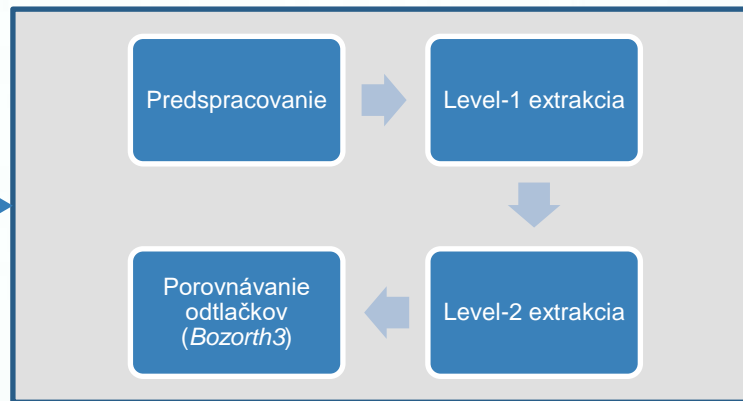 Predspracovanie
Level-1 extrakcia
Porovnávanie
odtlačkov
(Bozorth3)
Level-2 extrakcia